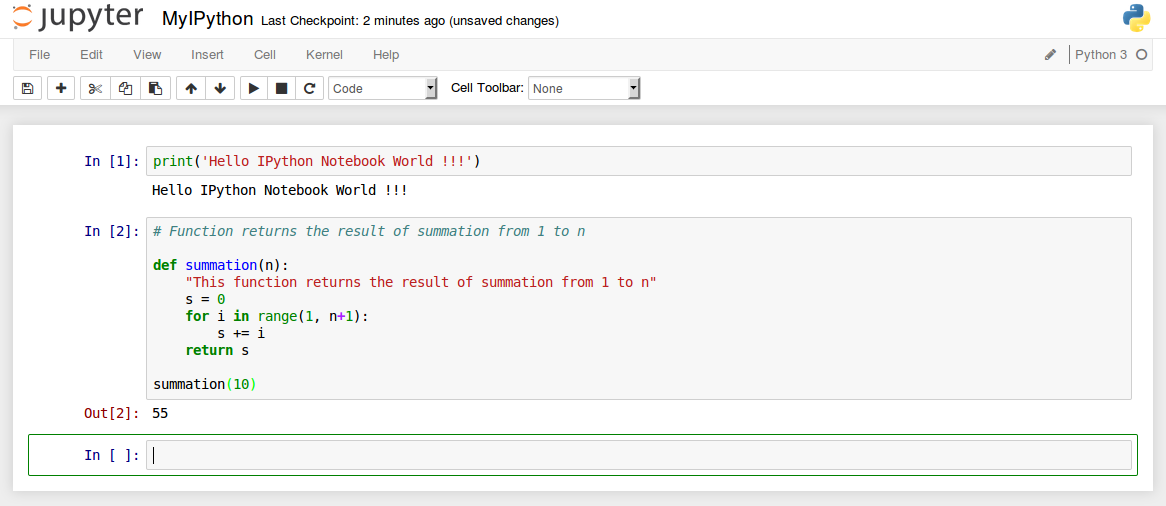 jupyter MyIPython Last Checkpoint: 2 minutes ago (unsaved changes)
File Edit View Insert Cell Kernel Help Python 3
Code Cell Toolbar: None
In [1]: print('Hello IPython Notebook World !!!')
Hello IPython Notebook World !!!
In [2]: # Function returns the result of summation from 1 to n
def summation(n):
    "This function returns the result of summation from 1 to n"
    s = 0
    for i in range(1, n+1):
        s += i
    return s
summation(10)
Out[2]: 55
In [ ]: